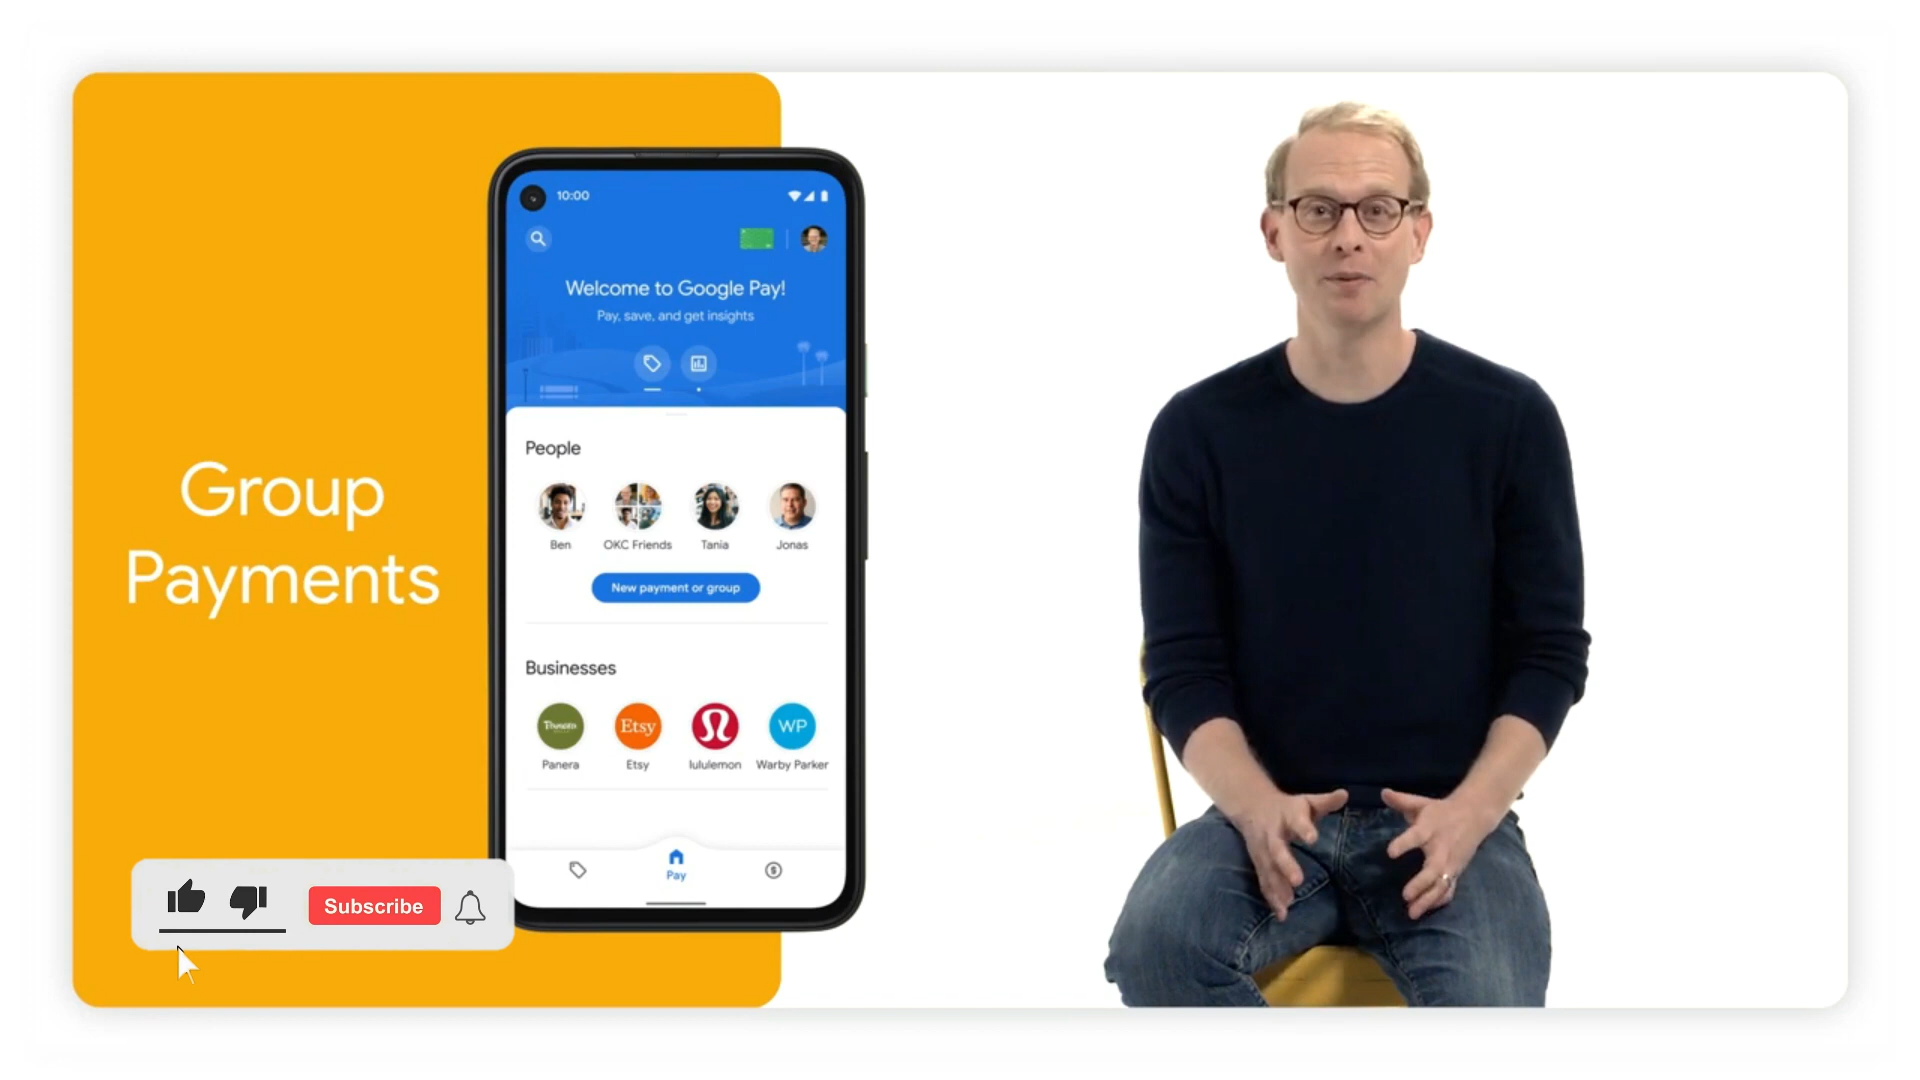 Group
Payments
10:00
Welcome to Google Pay!
Pay, save, and get insights
People
Ben
OKC Friends
Tania
Jonas
New payment or group
Businesses
Panera
Etsy
WP
Panera
Etsy
lululemon
Warby Parker
Pay
Subscribe